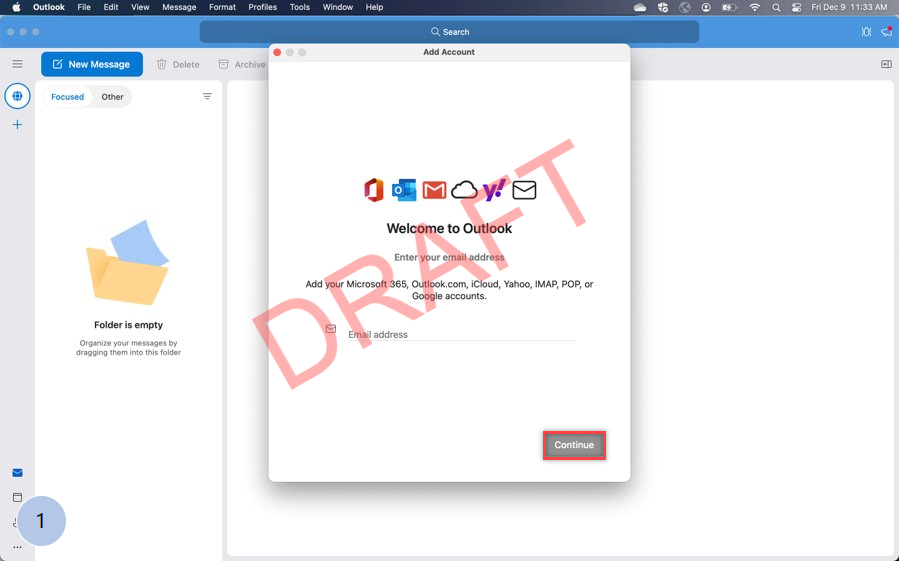 Outlook File Edit View Message Format Profiles Tools Window Help Fri Dec 9 11:33 AM
Search
Add Account
New Message Delete Archive
Focused Other
Welcome to Outlook
Enter your email address
Add your Microsoft 365, Outlook.com, iCloud, Yahoo, IMAP, POP, or
Google accounts.
Email address
Folder is empty
Organize your messages by
dragging them into this folder
Continue
DRAFT
1